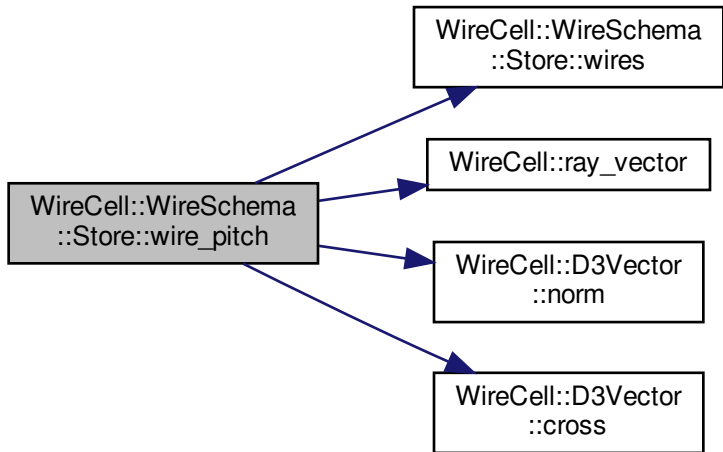 WireCell::WireSchema
::Store::wires
WireCell::ray_vector
WireCell::WireSchema
::Store::wire_pitch
WireCell::D3Vector
::norm
WireCell::D3Vector
::cross